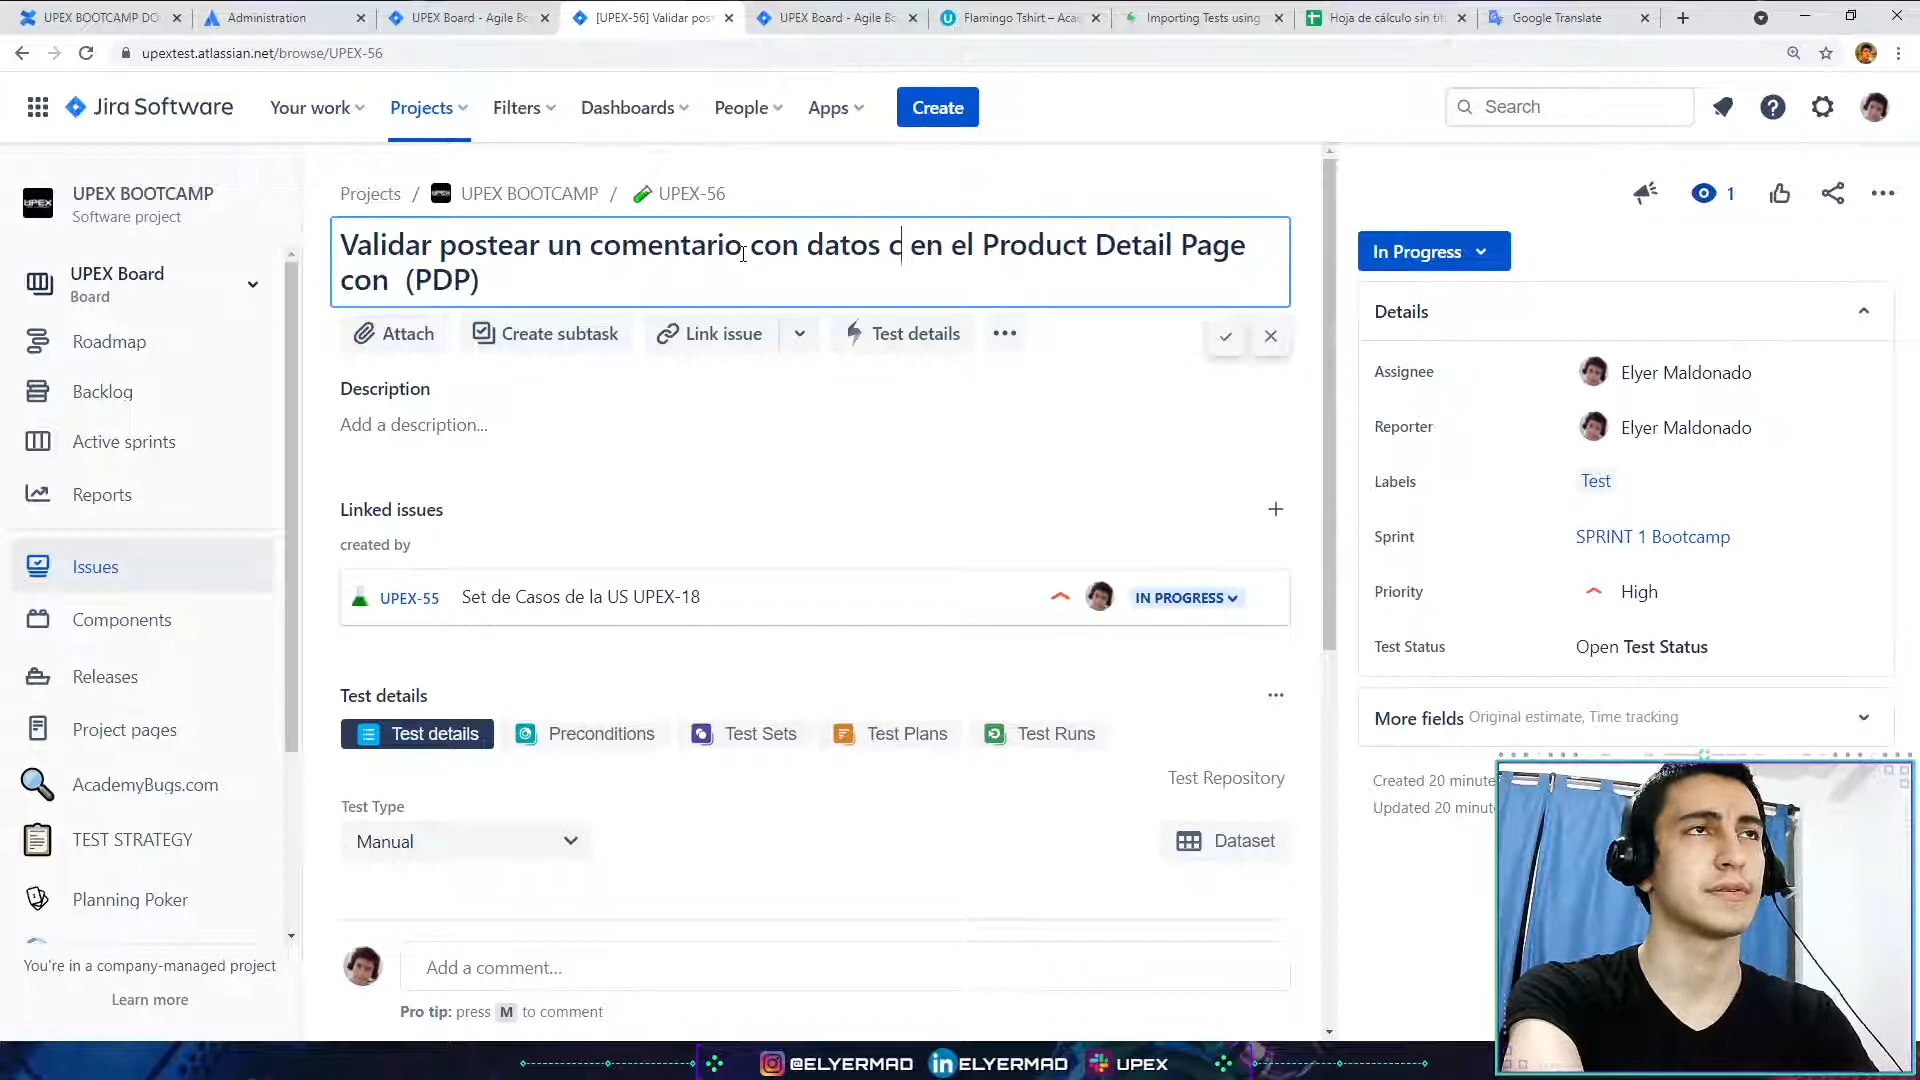 UPEX BOOTCAMP DO
Administration
UPEX Board - Agile Bo
[UPEX-56] Validar pos
UPEX Board - Agile Bo
Flamingo Tshirt – Aca
Importing Tests using
Hoja de cálculo sin tít
Google Translate
upextest.atlassian.net/browse/UPEX-56
Jira Software
Your work
Projects
Filters
Dashboards
People
Apps
Create
Search
UPEX BOOTCAMP
Software project
UPEX Board
Board
Roadmap
Backlog
Active sprints
Reports
Issues
Components
Releases
Project pages
AcademyBugs.com
TEST STRATEGY
Planning Poker
You're in a company-managed project
Learn more
Projects / UPEX BOOTCAMP / UPEX-56
Validar postear un comentario con datos c en el Product Detail Page
con (PDP)
Attach
Create subtask
Link issue
Test details
Description
Add a description...
Linked issues
created by
UPEX-55 Set de Casos de la US UPEX-18 IN PROGRESS
Test details
Test details
Preconditions
Test Sets
Test Plans
Test Runs
Test Repository
Test Type
Manual
Dataset
Add a comment...
Pro tip: press M to comment
1
In Progress
Details
Assignee Elyer Maldonado
Reporter Elyer Maldonado
Labels Test
Sprint SPRINT 1 Bootcamp
Priority High
Test Status Open Test Status
More fields Original estimate, Time tracking
Created 20 minute
Updated 20 minut
@ELYERMAD
ELYERMAD
UPEX